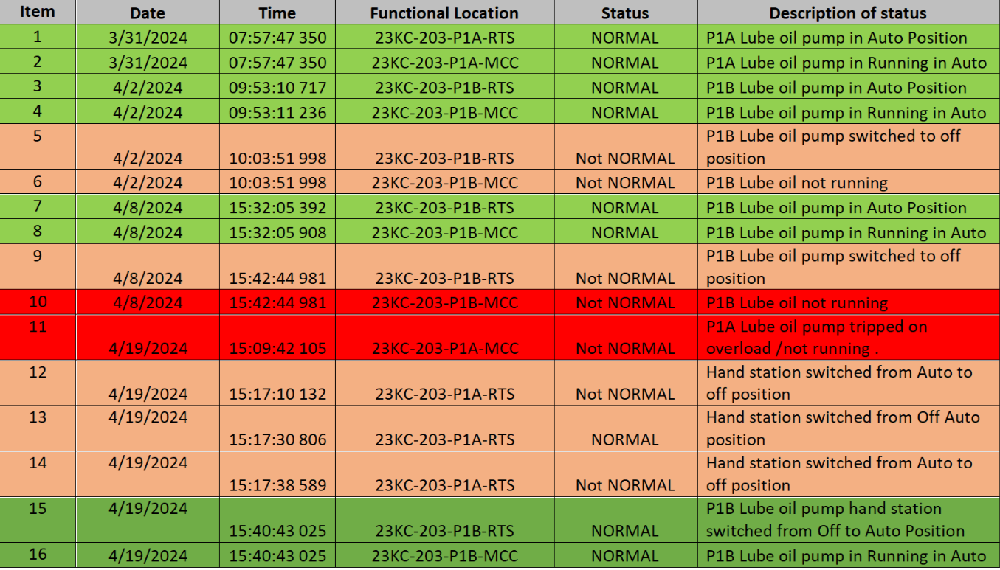 Item Date Time Functional Location Status Description of status
1 3/31/2024 07:57:47 350 23KC-203-P1A-RTS NORMAL P1A Lube oil pump in Auto Position
2 3/31/2024 07:57:47 350 23KC-203-P1A-MCC NORMAL P1A Lube oil pump in Running in Auto
3 4/2/2024 09:53:10 717 23KC-203-P1B-RTS NORMAL P1B Lube oil pump in Auto Position
4 4/2/2024 09:53:11 236 23KC-203-P1B-MCC NORMAL P1B Lube oil pump in Running in Auto
5 P1B Lube oil pump switched to off
4/2/2024 10:03:51 998 23KC-203-P1B-RTS Not NORMAL position
6 4/2/2024 10:03:51 998 23KC-203-P1B-MCC Not NORMAL P1B Lube oil not running
7 4/8/2024 15:32:05 392 23KC-203-P1B-RTS NORMAL P1B Lube oil pump in Auto Position
8 4/8/2024 15:32:05 908 23KC-203-P1B-MCC NORMAL P1B Lube oil pump in Running in Auto
9 P1B Lube oil pump switched to off
4/8/2024 15:42:44 981 23KC-203-P1B-RTS Not NORMAL position
10 4/8/2024 15:42:44 981 23KC-203-P1B-MCC Not NORMAL P1B Lube oil not running
11 P1A Lube oil pump tripped on
4/19/2024 15:09:42 105 23KC-203-P1A-MCC Not NORMAL overload /not running .
12 Hand station switched from Auto to
4/19/2024 15:17:10 132 23KC-203-P1A-RTS Not NORMAL off position
13 4/19/2024 Hand station switched from Off Auto
15:17:30 806 23KC-203-P1A-RTS NORMAL position
14 4/19/2024 Hand station switched from Auto to
15:17:38 589 23KC-203-P1A-RTS Not NORMAL off position
15 4/19/2024 P1B Lube oil pump hand station
15:40:43 025 23KC-203-P1B-RTS NORMAL switched from Off to Auto Position
16 4/19/2024 15:40:43 025 23KC-203-P1B-MCC NORMAL P1B Lube oil pump in Running in Auto